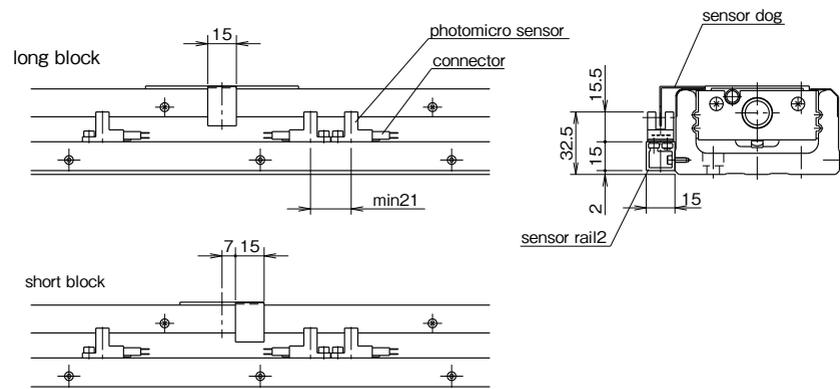 15
long block
photomicro sensor
connector
min21
sensor dog
15.5
32.5
15
2
15
sensor rail2
7 15
short block